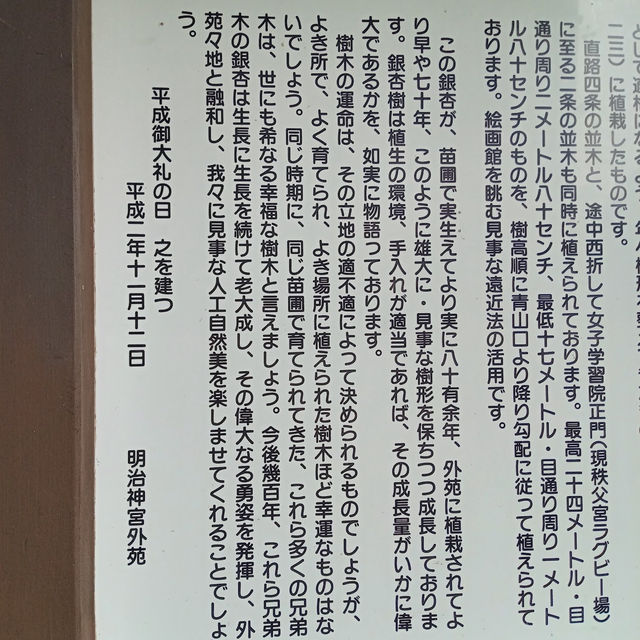 二三）に植栽したものです。
直路四条の並木と、途中西折して女子学習院正門（現秩父宮ラグビー場）
に至る二条の並木も同時に植えられております。最高二十四メートル・目
通り周り二メートル八十センチ、最低十七メートル・目通り周り一メート
ル八十センチのものを、樹高順に青山口より降り勾配に従って植えられて
おります。絵画館を眺む見事な遠近法の活用です。
この銀杏が、苗圃で実生えてより実に八十有余年、外苑に植栽されてよ
り早や七十年、このように雄大に・見事な樹形を保ちつつ成長しておりま
す。銀杏樹は植生の環境、手入れが適当であれば、その成長量がいかに偉
大であるかを、如実に物語っております。
樹木の運命は、その立地の適不適によって決められるものでしょうが、
よき所で、よく育てられ、よき場所に植えられた樹木ほど幸運なものはな
いでしょう。同じ時期に、同じ苗圃で育てられてきた、これら多くの兄弟
木は、世にも希なる幸福な樹木と言えましょう。今後幾百年、これら兄弟
木の銀杏は生長に生長を続けて老大成し、その偉大なる勇姿を発揮し、外
苑々地と融和し、我々に見事な人工自然美を楽しませてくれることでしょ
う。
平成御大礼の日　之を建つ
平成二年十一月十二日　明治神宮外苑